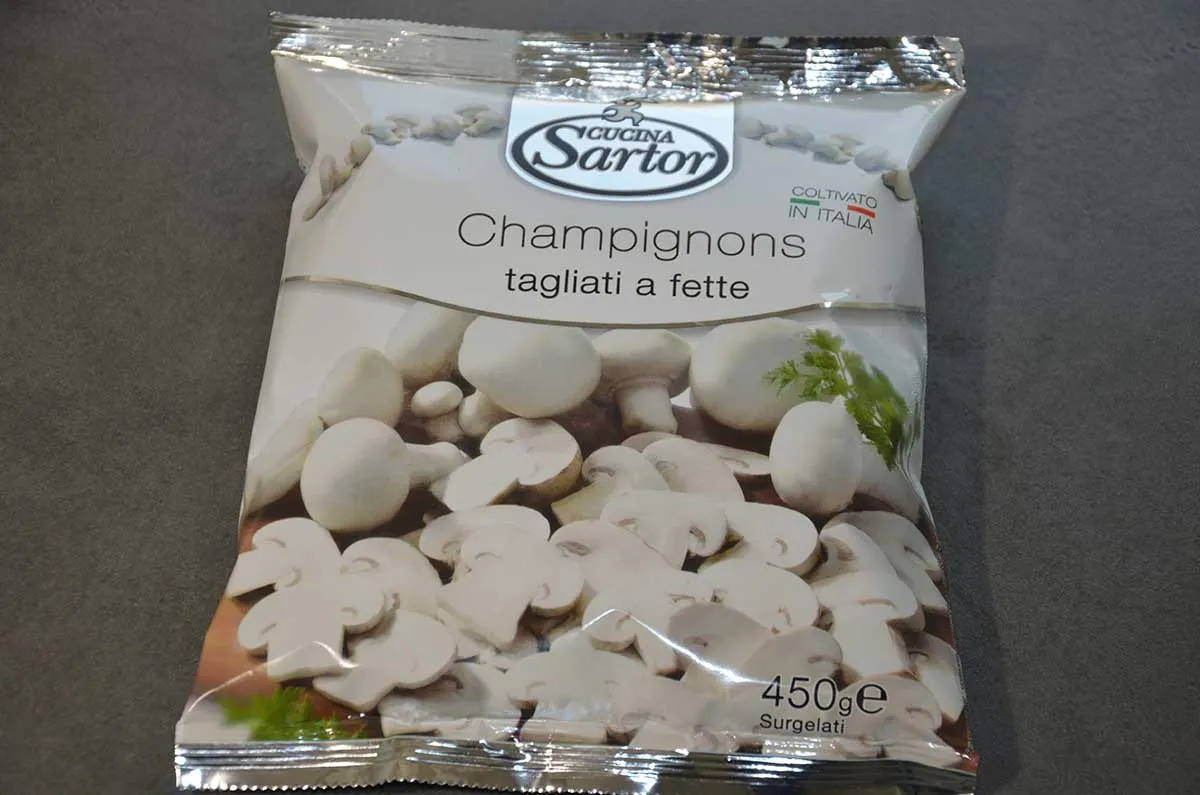 CUCINA
Sartor
COLTIVATO
IN ITALIA
Champignons
tagliati a fette
450g e
Surgelati